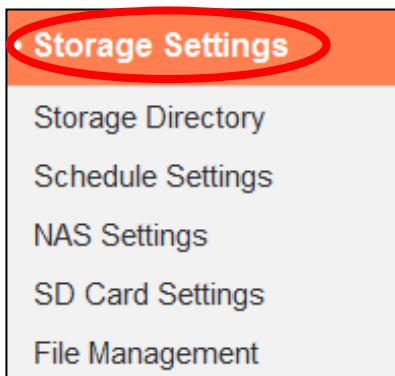 • Storage Settings
Storage Directory
Schedule Settings
NAS Settings
SD Card Settings
File Management